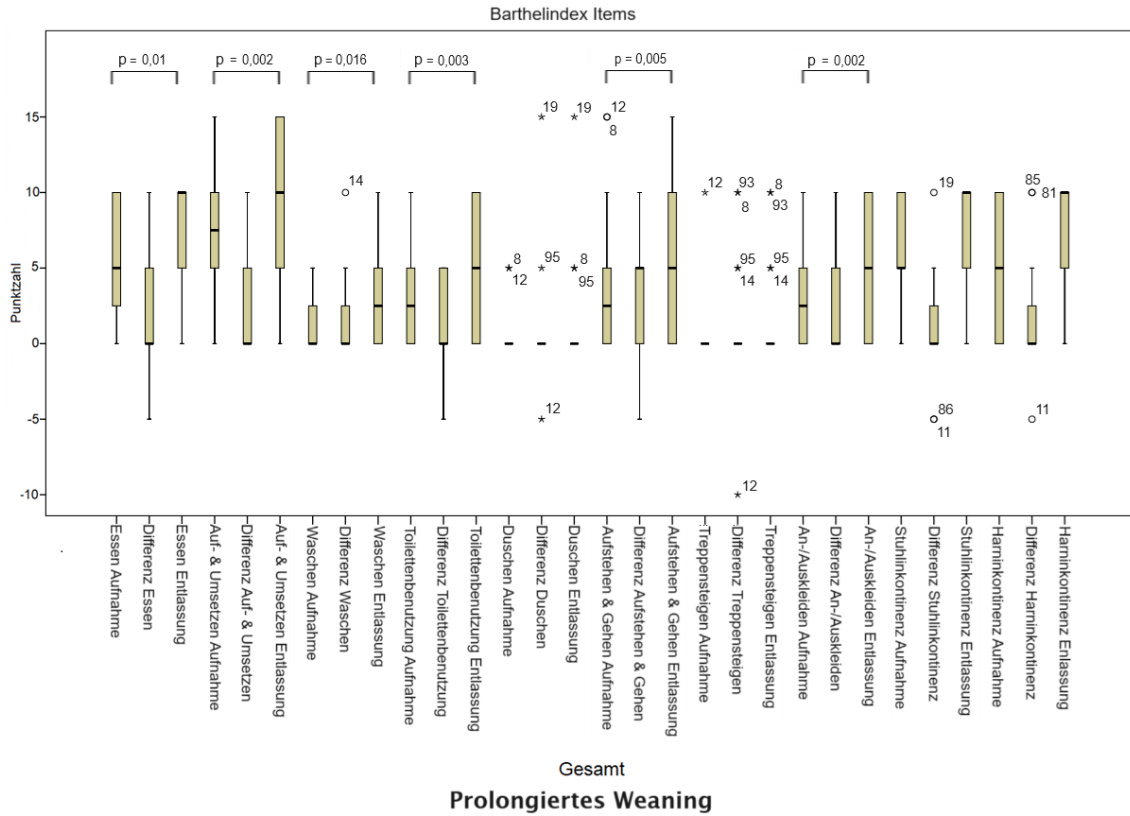 Barthelindex Items
p = 0,01
p = 0,002
p = 0,016
p = 0,003
p = 0,005
p = 0,002
Punktzahl
15
10
5
0
-5
-10
14
8
12
19
95
12
19
8
95
12
8
12
93
8
95
14
12
8
93
95
14
19
86
11
85
81
11
Essen Aufnahme
Differenz Essen
Essen Entlassung
Auf- & Umsetzen Aufnahme
Differenz Auf- & Umsetzen
Auf- & Umsetzen Entlassung
Waschen Aufnahme
Differenz Waschen
Waschen Entlassung
Toilettenbenutzung Aufnahme
Differenz Toilettenbenutzung
Toilettenbenutzung Entlassung
Duschen Aufnahme
Differenz Duschen
Duschen Entlassung
Aufstehen & Gehen Aufnahme
Differenz Aufstehen & Gehen
Aufstehen & Gehen Entlassung
Treppensteigen Aufnahme
Differenz Treppensteigen
Treppensteigen Entlassung
An-/Auskleiden Aufnahme
Differenz An-/Auskleiden
An-/Auskleiden Entlassung
Stuhlinkontinenz Aufnahme
Differenz Stuhlinkontinenz
Stuhlinkontinenz Entlassung
Harninkontinenz Aufnahme
Differenz Harninkontinenz
Harninkontinenz Enlassung
Gesamt
Prolongiertes Weaning